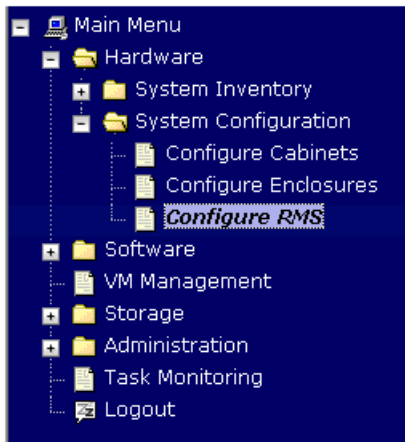 Main Menu
Hardware
System Inventory
System Configuration
Configure Cabinets
Configure Enclosures
Configure RMS
Software
VM Management
Storage
Administration
Task Monitoring
Logout